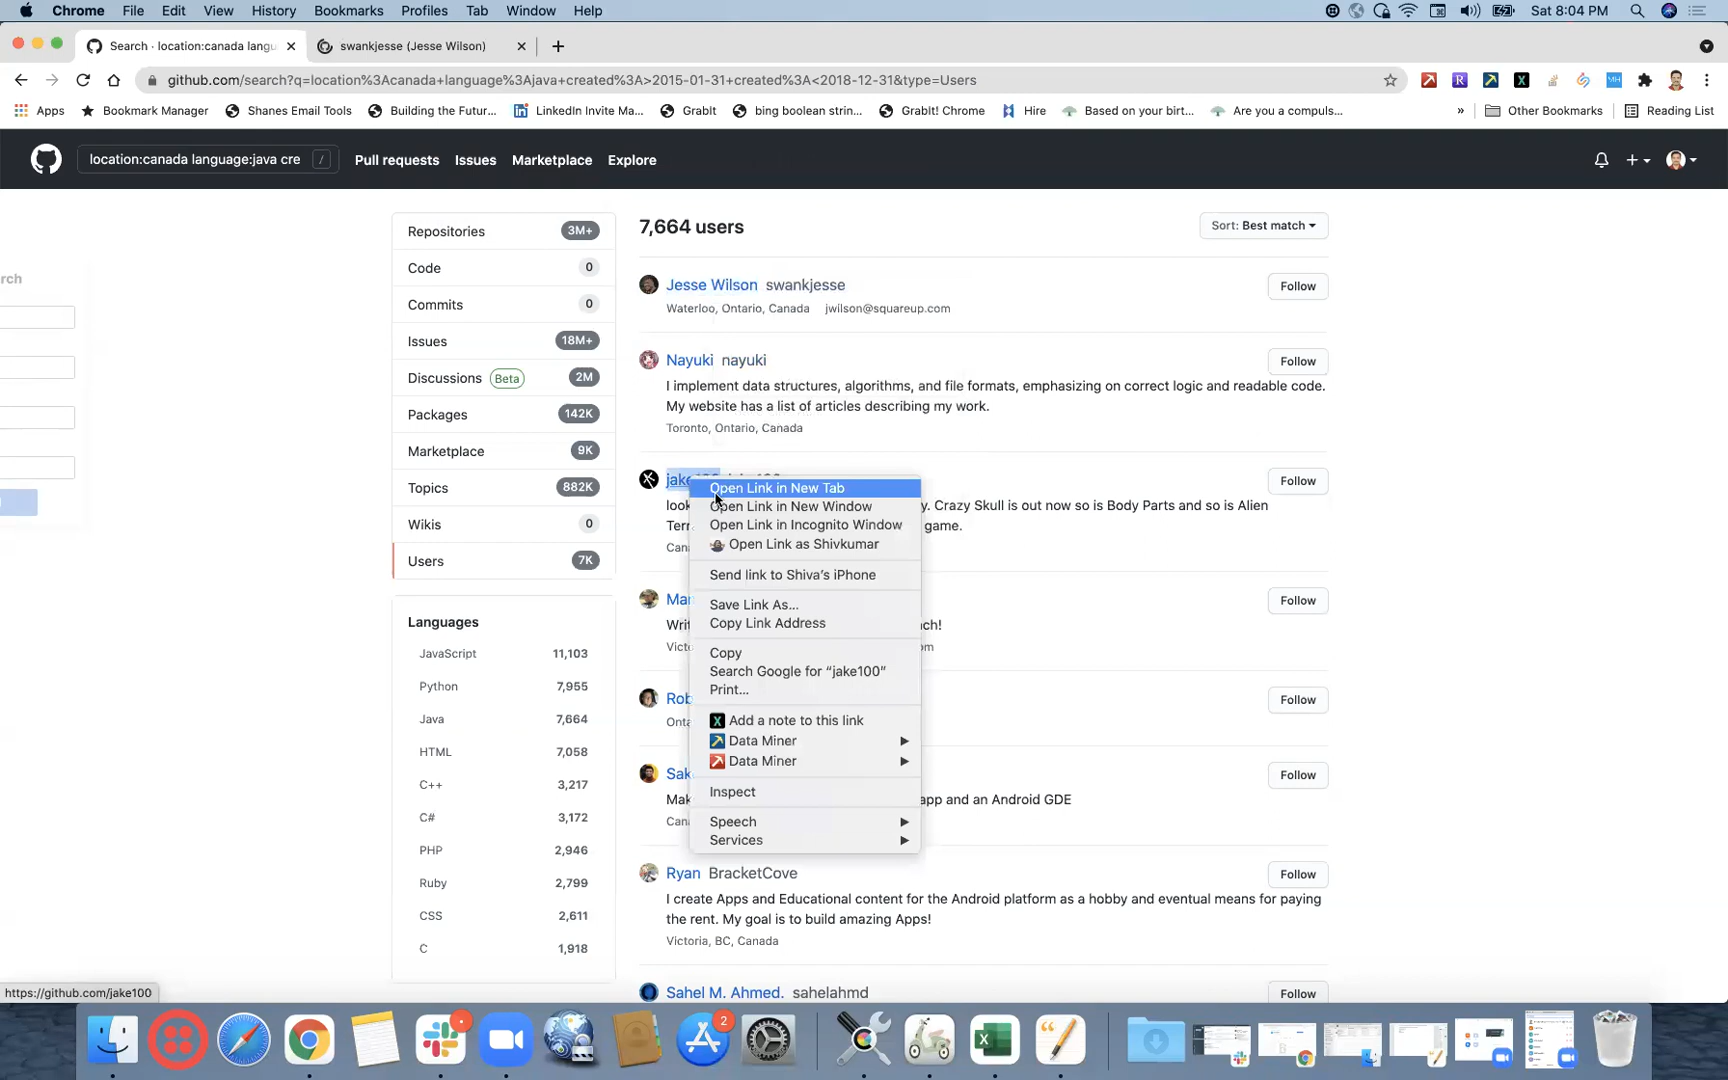 Chrome File Edit View History Bookmarks Profiles Tab Window Help Sat 8:04 PM
Search · location:canada langu
swankjesse (Jesse Wilson)
github.com/search?q=location%3Acanada+language%3Ajava+created%3A>2015-01-31+created%3A<2018-12-31&type=Users
Apps Bookmark Manager Shanes Email Tools Building the Futur... LinkedIn Invite Ma... GrabIt bing boolean strin... GrabIt! Chrome Hire Based on your birt... Are you a compuls... » Other Bookmarks Reading List
location:canada language:java cre / Pull requests Issues Marketplace Explore
rch
Repositories 3M+
Code 0
Commits 0
Issues 18M+
Discussions Beta 2M
Packages 142K
Marketplace 9K
Topics 882K
Wikis 0
Users 7K
Languages
JavaScript 11,103
Python 7,955
Java 7,664
HTML 7,058
C++ 3,217
C# 3,172
PHP 2,946
Ruby 2,799
CSS 2,611
C 1,918
7,664 users
Sort: Best match
Jesse Wilson swankjesse
Follow
Waterloo, Ontario, Canada jwilson@squareup.com
Nayuki nayuki
Follow
I implement data structures, algorithms, and file formats, emphasizing on correct logic and readable code.
My website has a list of articles describing my work.
Toronto, Ontario, Canada
Follow
y. Crazy Skull is out now so is Body Parts and so is Alien
game.
Follow
Follow
Follow
app and an Android GDE
Ryan BracketCove
Follow
I create Apps and Educational content for the Android platform as a hobby and eventual means for paying
the rent. My goal is to build amazing Apps!
Victoria, BC, Canada
Sahel M. Ahmed. sahelahmd
Follow
Open Link in New Tab
Open Link in New Window
Open Link in Incognito Window
Open Link as Shivkumar
Send link to Shiva's iPhone
Save Link As...
Copy Link Address
Copy
Search Google for “jake100”
Print...
Add a note to this link
Data Miner
Data Miner
Inspect
Speech
Services
https://github.com/jake100
2